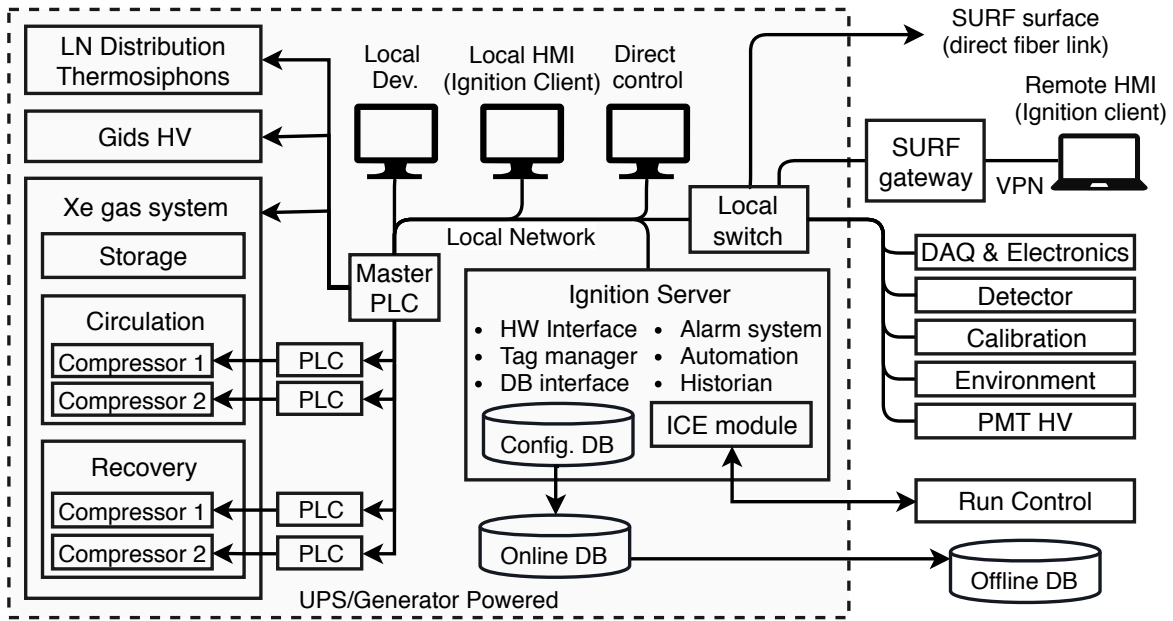 LN Distribution
Thermosiphons
Gids HV
Xe gas system
Storage
Circulation
Compressor 1
Compressor 2
Recovery
Compressor 1
Compressor 2
PLC
PLC
PLC
PLC
Master
PLC
Local
Dev.
Local HMI
(Ignition Client)
Direct
control
Local Network
Local
switch
SURF surface
(direct fiber link)
Remote HMI
(Ignition client)
SURF
gateway
VPN
DAQ & Electronics
Detector
Calibration
Environment
PMT HV
Ignition Server
• HW Interface
• Tag manager
• DB interface
• Alarm system
• Automation
• Historian
Config. DB
ICE module
Run Control
Online DB
Offline DB
UPS/Generator Powered